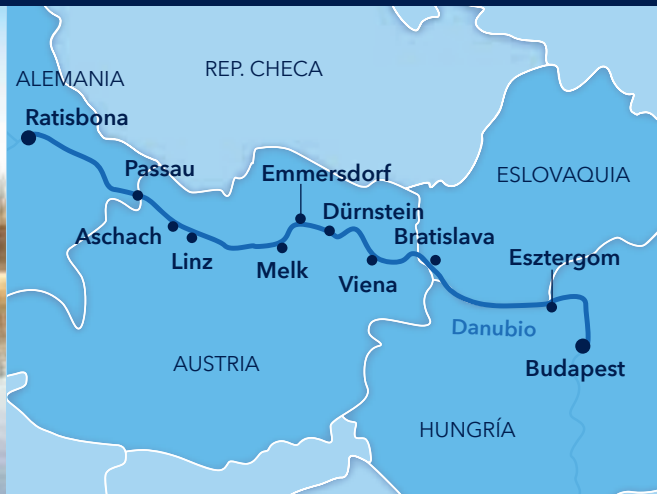 REP. CHECA
ALEMANIA
Ratisbona
Passau
Emmersdorf
ESLOVAQUIA
Dürnstein
Aschach
Bratislava
Linz
Melk
Viena
Esztergom
Danubio
AUSTRIA
Budapest
HUNGRÍA